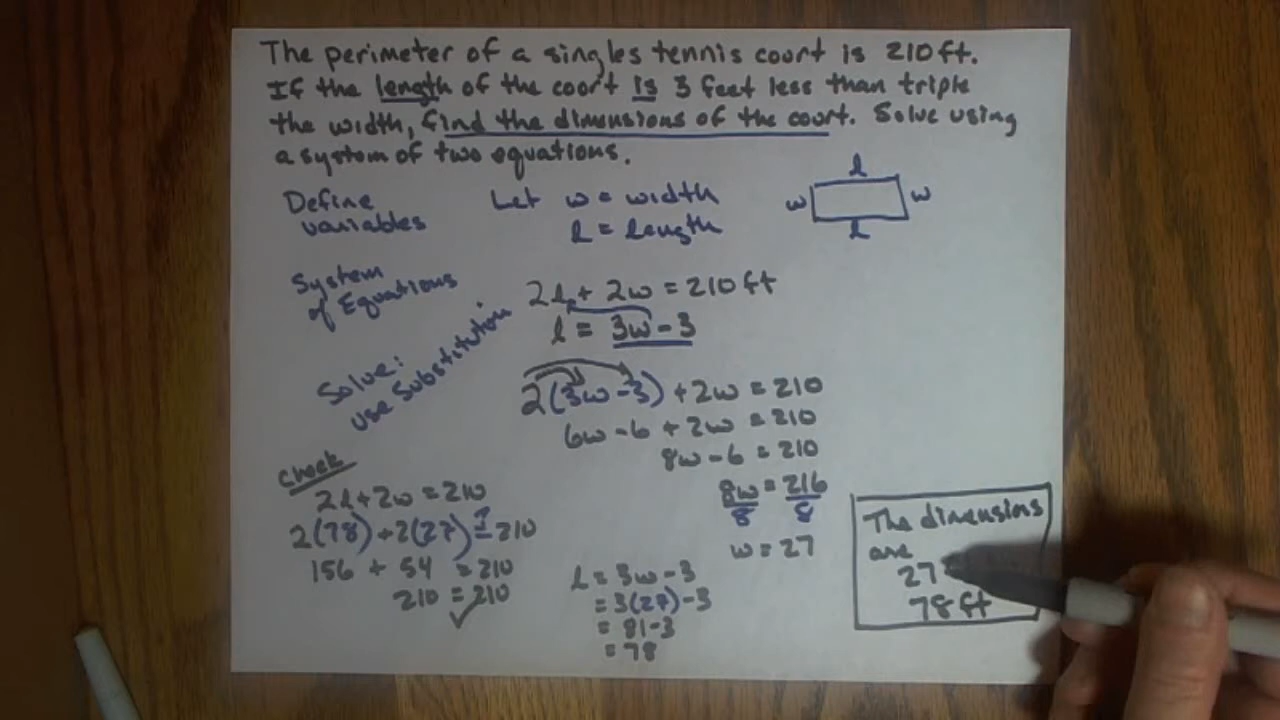 The perimeter of a singles tennis court is 210 ft.
If the length of the coort is 3 feet less than triple
the width, find the dimensions of the court. Solve using
a system of two equations.
Define
variables
Let w = width
l = length
l
w
w
l
System
of Equations
2l + 2w = 210 ft
l = 3w - 3
Solve:
use Substitution
2(3w - 3) + 2w = 210
6w - 6 + 2w = 210
8w - 6 = 210
8w = 216
8 8
w = 27
Check
2l + 2w = 210
2(78) + 2(27) ≟ 210
156 + 54 = 210
210 = 210 ✓
l = 3w - 3
= 3(27) - 3
= 81 - 3
= 78
The dimensions
are
27
78 ft